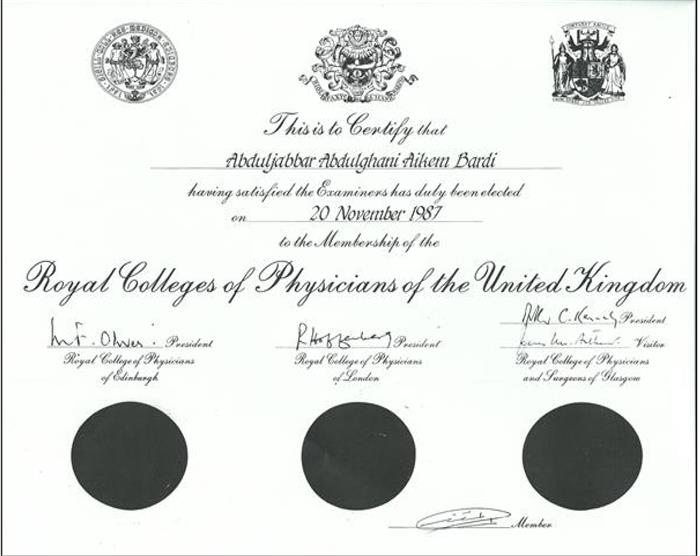 This is to Certify that
Abduljabbar Abdulghani Aikem Bardi
having satisfied the Examiners has duly been elected
on 20 November 1987
to the Membership of the
Royal Colleges of Physicians of the United Kingdom
President
Royal College of Physicians
of Edinburgh
R Hoffenberg President
Royal College of Physicians
of London
President
Visitor
Royal College of Physicians
and Surgeons of Glasgow
Member